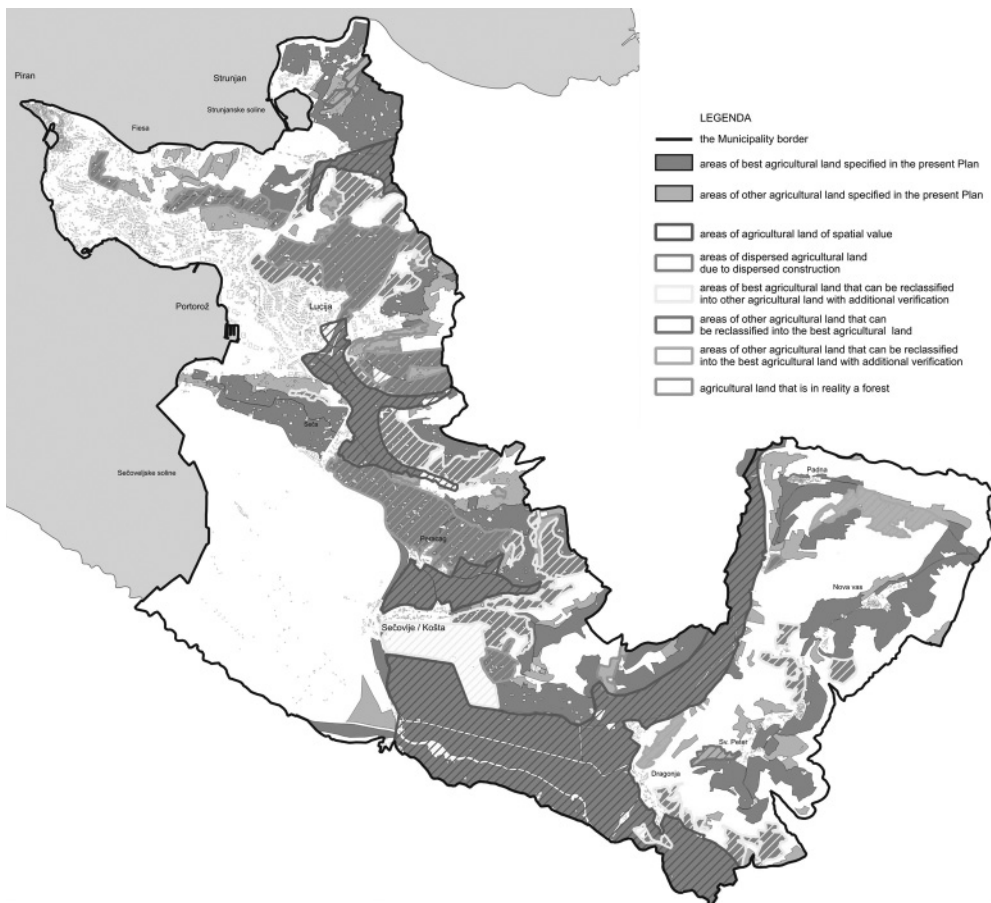 Piran
Strunjan
Strunjanske soline
Fiesa
Portorož
Lucija
Seča
Sečoveljske soline
Padna
Nova vas
Sečovlje / Košta
Sv. Peter
Dragonja
LEGENDA
the Municipality border
areas of best agricultural land specified in the present Plan
areas of other agricultural land specified in the present Plan
areas of agricultural land of spatial value
areas of dispersed agricultural land
due to dispersed construction
areas of best agricultural land that can be reclassified
into other agricultural land with additional verification
areas of other agricultural land that can
be reclassified into the best agricultural land
areas of other agricultural land that can be reclassified
into the best agricultural land with additional verification
agricultural land that is in reality a forest